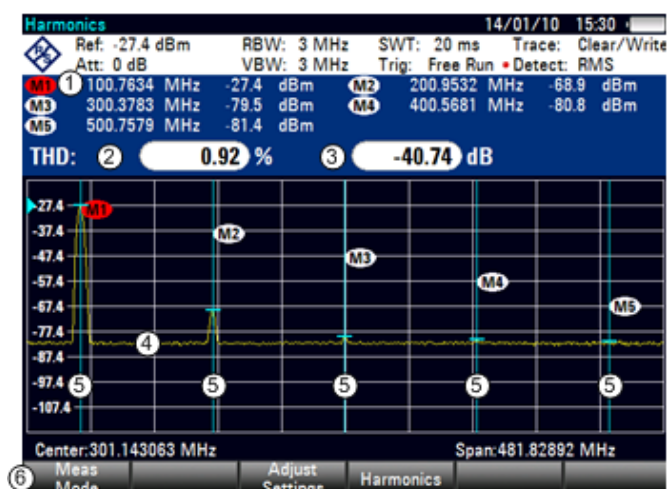 Harmonics 14/01/10 15:30
Ref: -27.4 dBm RBW: 3 MHz SWT: 20 ms Trace: Clear/Write
Att: 0 dB VBW: 3 MHz Trig: Free Run • Detect: RMS
M1 1 100.7634 MHz -27.4 dBm M2 200.9532 MHz -68.9 dBm
M3 300.3783 MHz -79.5 dBm M4 400.5681 MHz -80.8 dBm
M5 500.7579 MHz -81.4 dBm
THD: 2 0.92 % 3 -40.74 dB
-27.4 M1
-37.4 M2
-47.4 M3
-57.4 M4
-67.4 M5
-77.4
4
-87.4
-97.4 5 5 5 5 5
-107.4
Center:301.143063 MHz Span:481.82892 MHz
6 Meas Mode Adjust Settings Harmonics